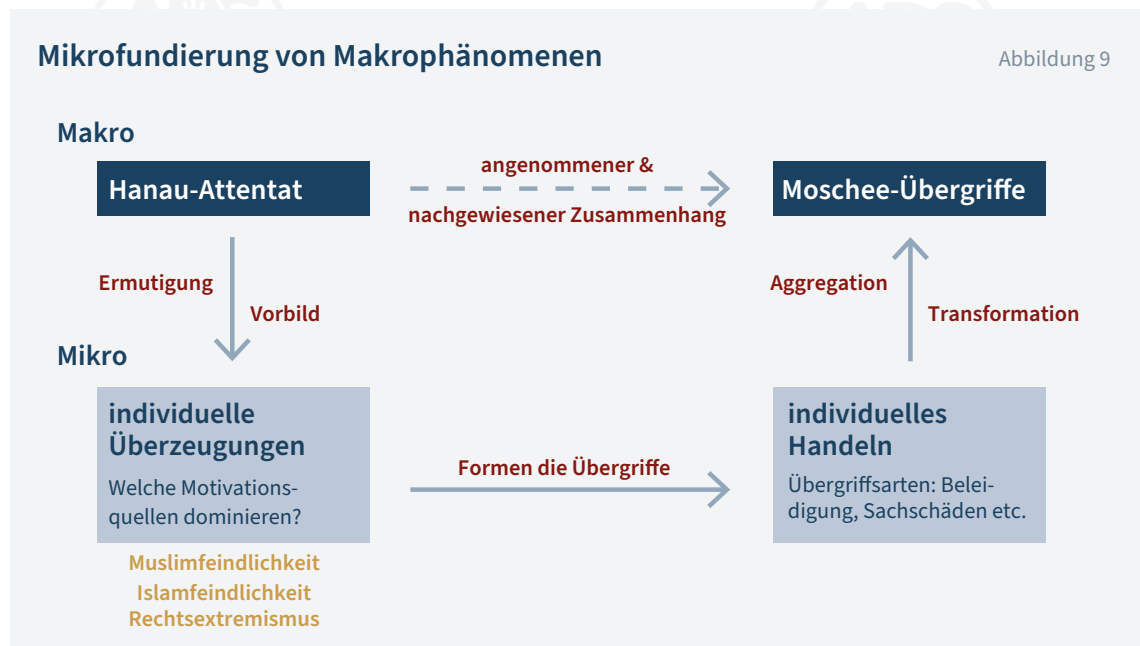 Mikrofundierung von Makrophänomenen
Abbildung 9
Makro
Hanau-Attentat
angenommener &
nachgewiesener Zusammenhang
Moschee-Übergriffe
Ermutigung
Vorbild
Aggregation
Transformation
Mikro
individuelle
Überzeugungen
Welche Motivations-
quellen dominieren?
Formen die Übergriffe
individuelles
Handeln
Übergriffsarten: Belei-
digung, Sachschäden etc.
Muslimfeindlichkeit
Islamfeindlichkeit
Rechtsextremismus